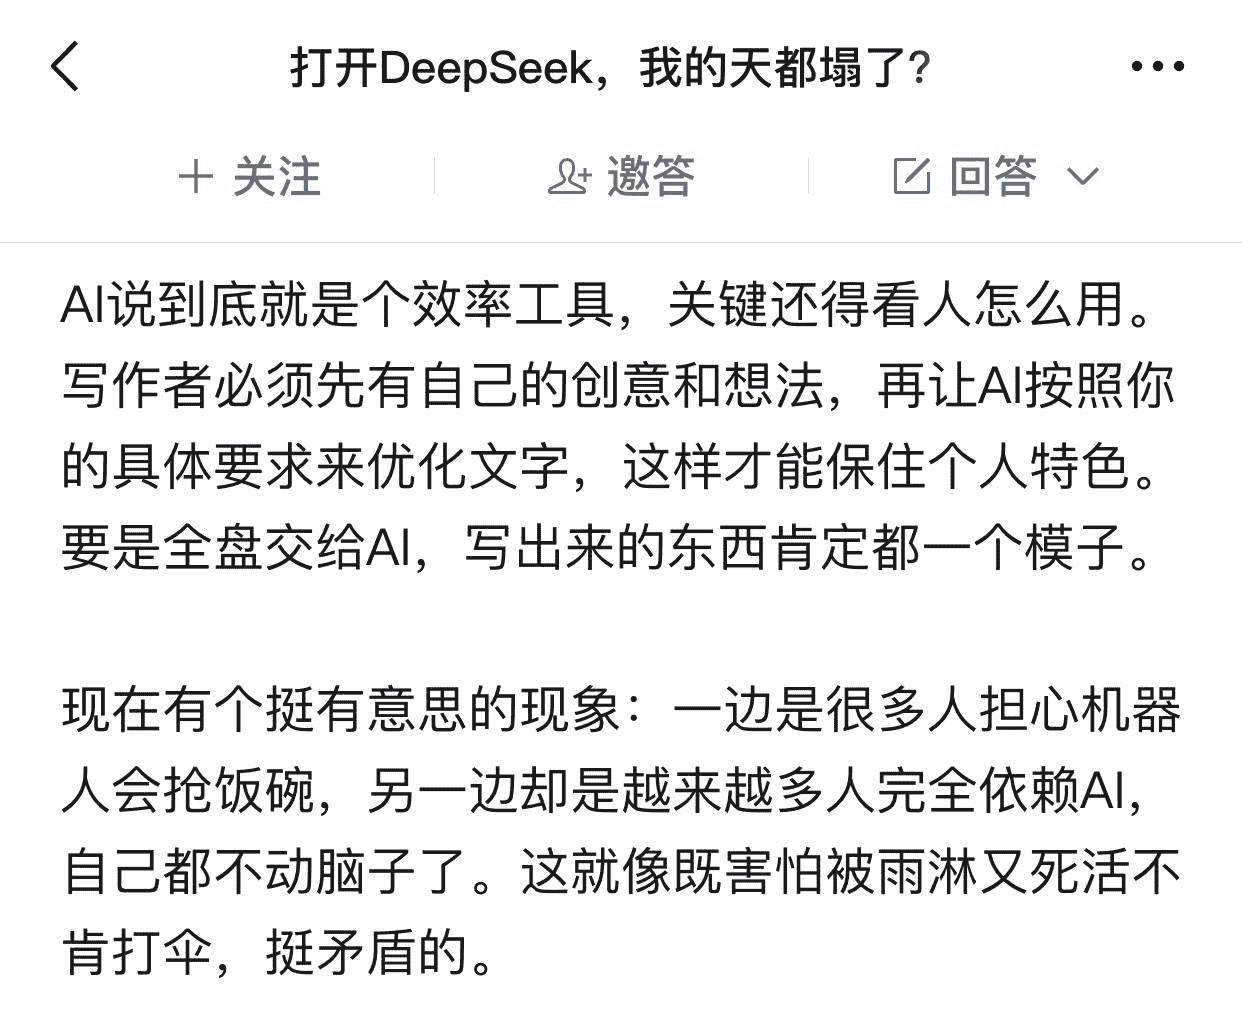 打开DeepSeek，我的天都塌了？
关注
邀答
回答
AI说到底就是个效率工具，关键还得看人怎么用。
写作者必须先有自己的创意和想法，再让AI按照你
的具体要求来优化文字，这样才能保住个人特色。
要是全盘交给AI，写出来的东西肯定都一个模子。
现在有个挺有意思的现象：一边是很多人担心机器
人会抢饭碗，另一边却是越来越多人完全依赖AI，
自己都不动脑子了。这就像既害怕被雨淋又死活不
肯打伞，挺矛盾的。